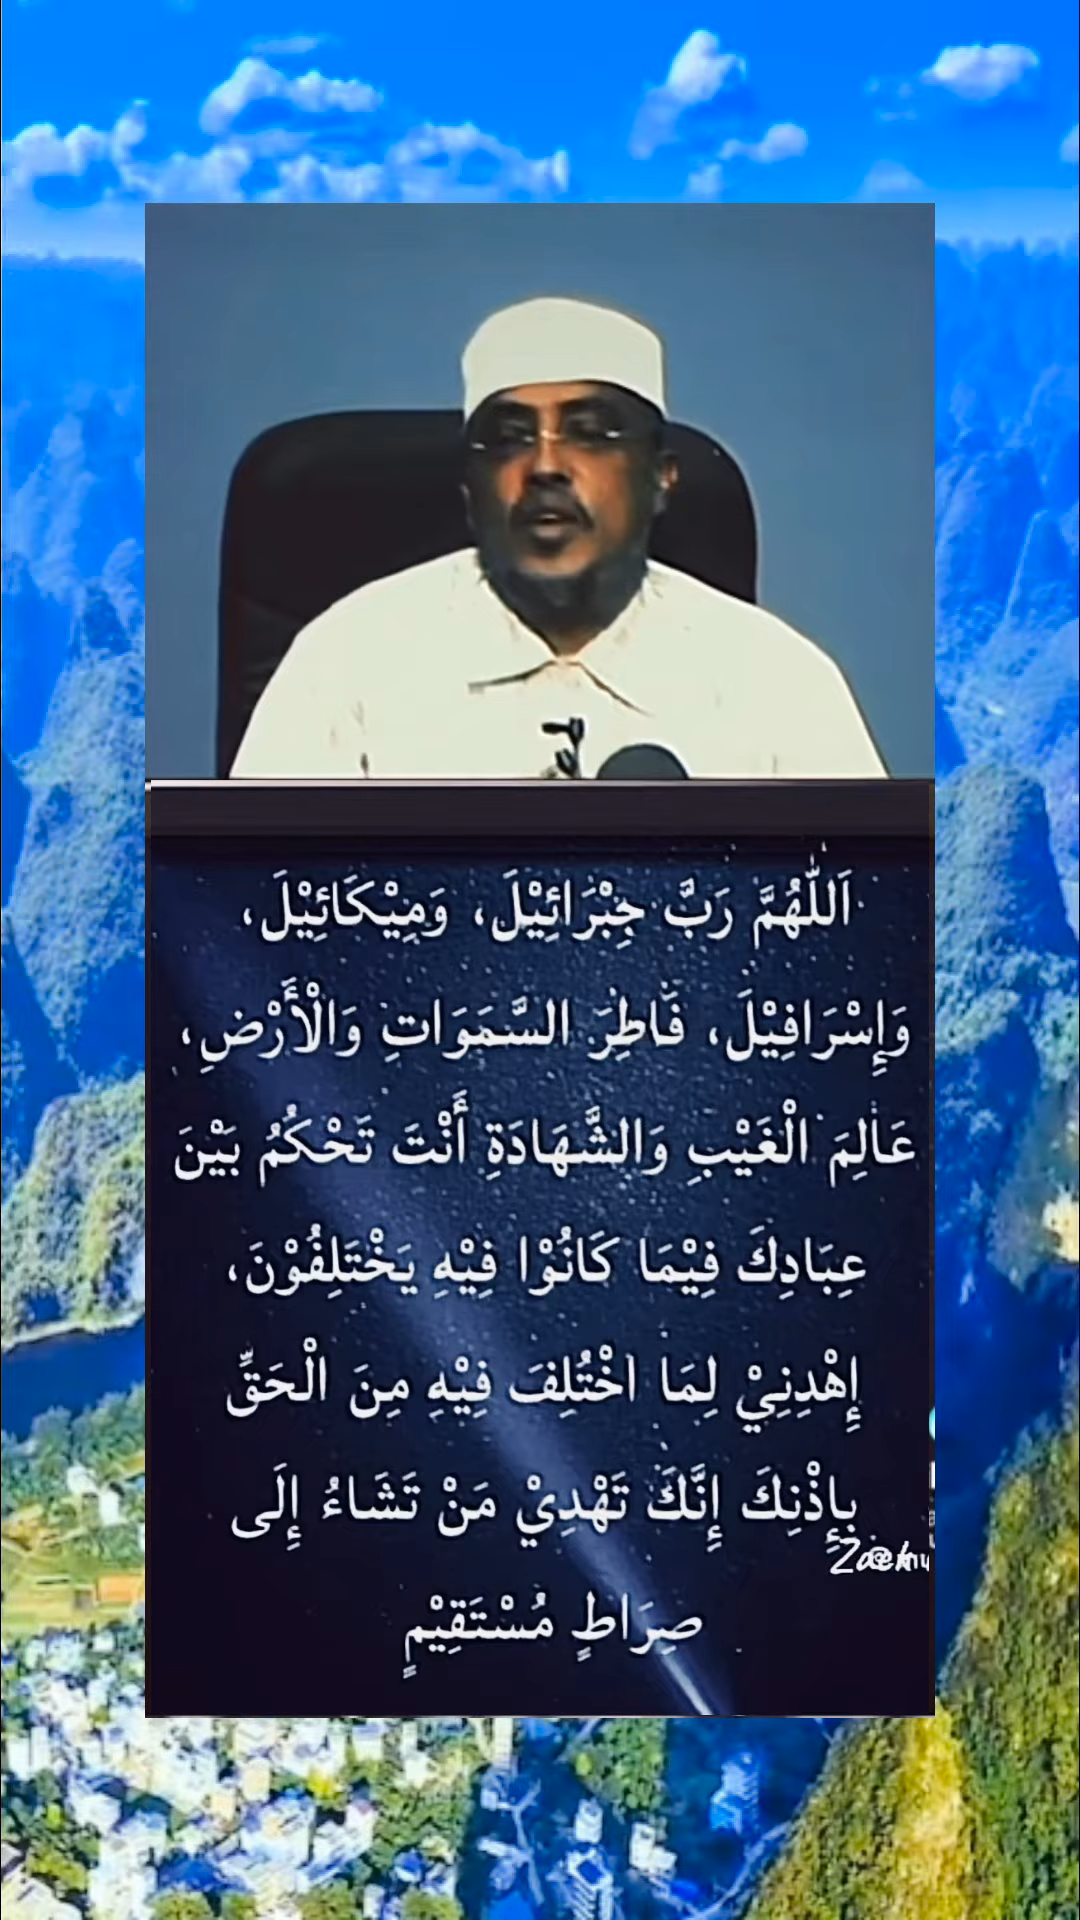 اَللّٰهُمَّ رَبَّ جِبْرَائِيْلَ، وَمِيْكَائِيْلَ،
وَإِسْرَافِيْلَ، فَاطِرَ السَّمَوَاتِ وَالْأَرْضِ،
عَالِمَ الْغَيْبِ وَالشَّهَادَةِ أَنْتَ تَحْكُمُ بَيْنَ
عِبَادِكَ فِيْمَا كَانُوْا فِيْهِ يَخْتَلِفُوْنَ،
إِهْدِنِيْ لِمَا اخْتُلِفَ فِيْهِ مِنَ الْحَقِّ
بِإِذْنِكَ إِنَّكَ تَهْدِيْ مَنْ تَشَاءُ إِلَى
صِرَاطٍ مُسْتَقِيْمٍ